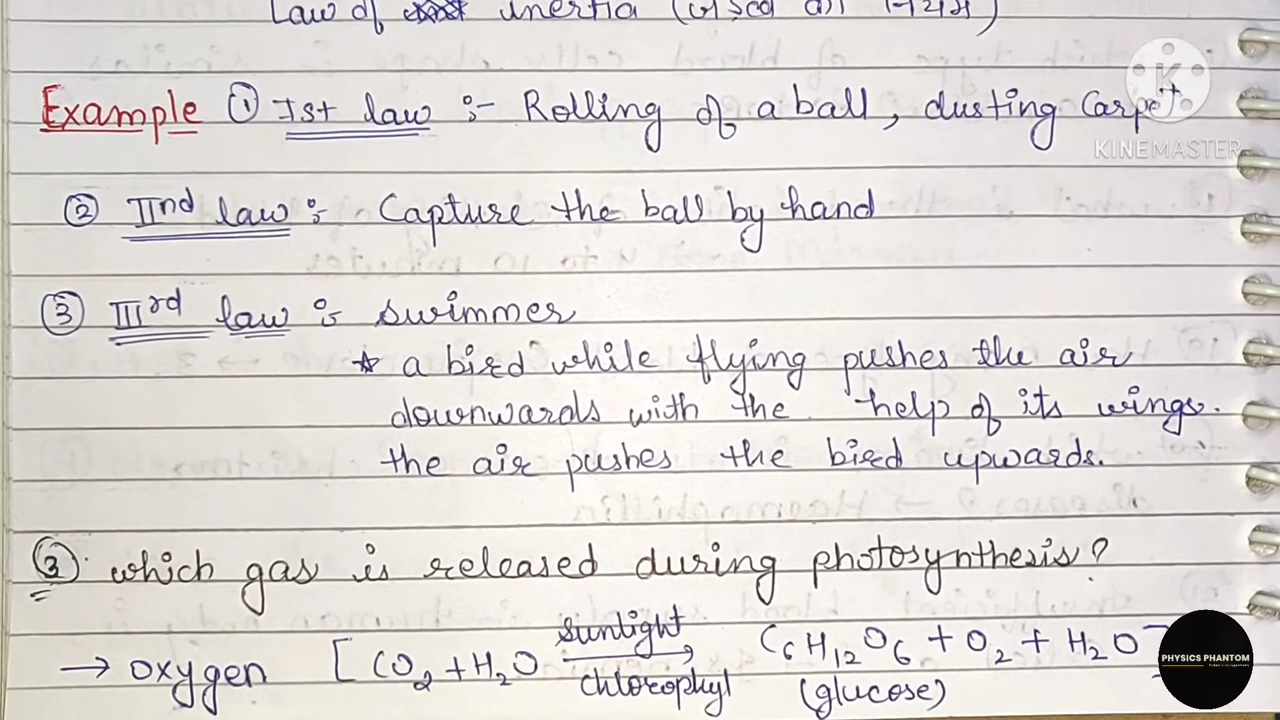 Law of inertia (
KINEMASTER
Example ① Ist law :- Rolling of a ball, dusting Carpet
② IInd law :- Capture the ball by hand
③ IIIrd law :- swimmer
* a bird while flying pushes the air
downwards with the help of its wings.
the air pushes the bird upwards.
③. which gas is released during photosynthesis?
→ oxygen [CO₂ + H₂O sunlight → chlorophyl C₆H₁₂O₆ + O₂ + H₂O]
(glucose)
PHYSICS PHANTOM